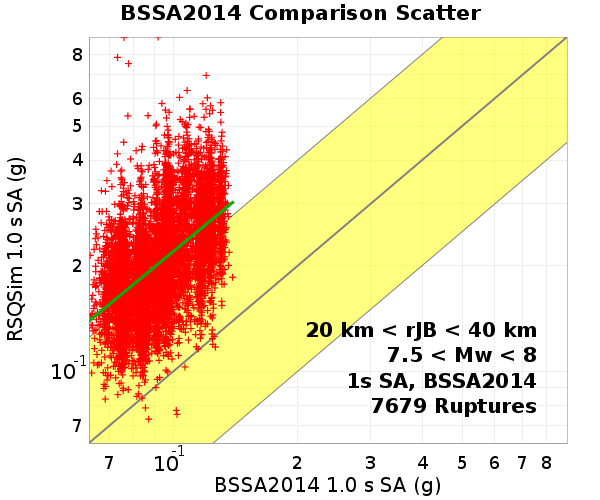 BSSA2014 Comparison Scatter
8
6
5
4
3
2
10⁻¹
7
RSQSim 1.0 s SA (g)
20 km < rJB < 40 km
7.5 < Mw < 8
1s SA, BSSA2014
7679 Ruptures
7 10⁻¹ 2 3 4 5 6 7 8
BSSA2014 1.0 s SA (g)